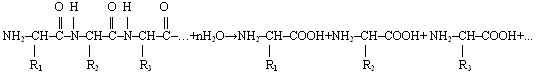 O H O H O
NH₂—CH—C—N—CH—C—N—CH—C—…+nH₂O→NH₂—CH—COOH+NH₂—CH—COOH+ NH₂—CH—COOH+…
R₁ R₂ R₃ R₁ R₂ R₃